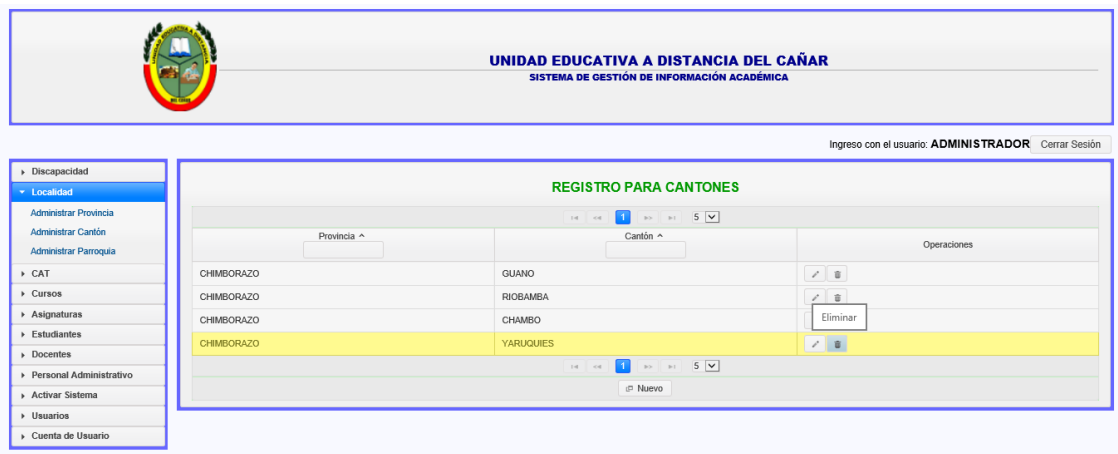 UNIDAD EDUCATIVA A DISTANCIA DEL CAÑAR
SISTEMA DE GESTIÓN DE INFORMACIÓN ACADÉMICA
Ingreso con el usuario: ADMINISTRADOR Cerrar Sesión
Discapacidad
Localidad
Administrar Provincia
Administrar Cantón
Administrar Parroquia
CAT
Cursos
Asignaturas
Estudiantes
Docentes
Personal Administrativo
Activar Sistema
Usuarios
Cuenta de Usuario
REGISTRO PARA CANTONES
1 5
Provincia Cantón Operaciones
CHIMBORAZO GUANO
CHIMBORAZO RIOBAMBA
CHIMBORAZO CHAMBO
Eliminar
CHIMBORAZO YARUQUIES
1 5
Nuevo